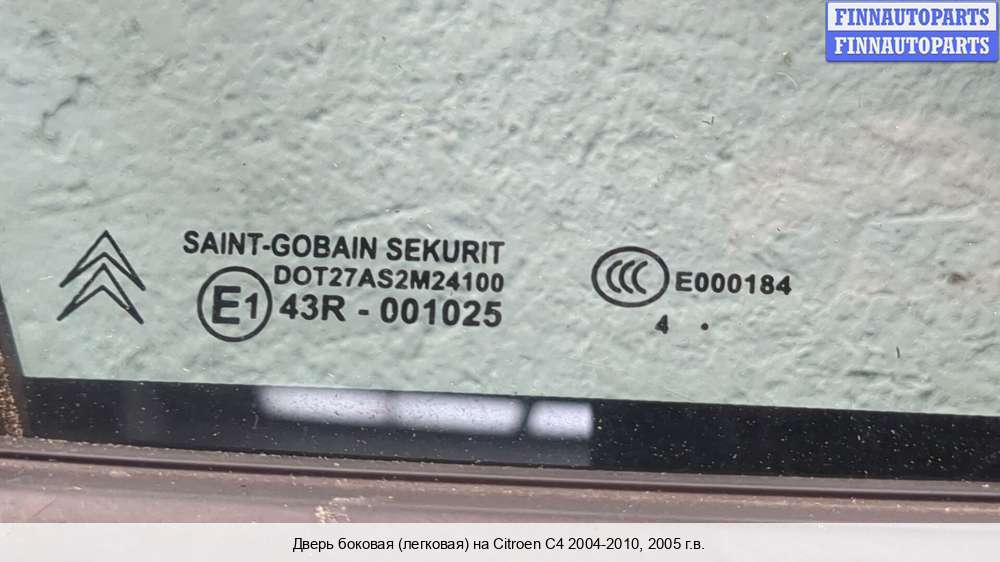 FINNAUTOPARTS
FINNAUTOPARTS
SAINT-GOBAIN SEKURIT
DOT27AS2M24100
E1 43R - 001025
CCC E000184
4 .
Дверь боковая (легковая) на Citroen C4 2004-2010, 2005 г.в.